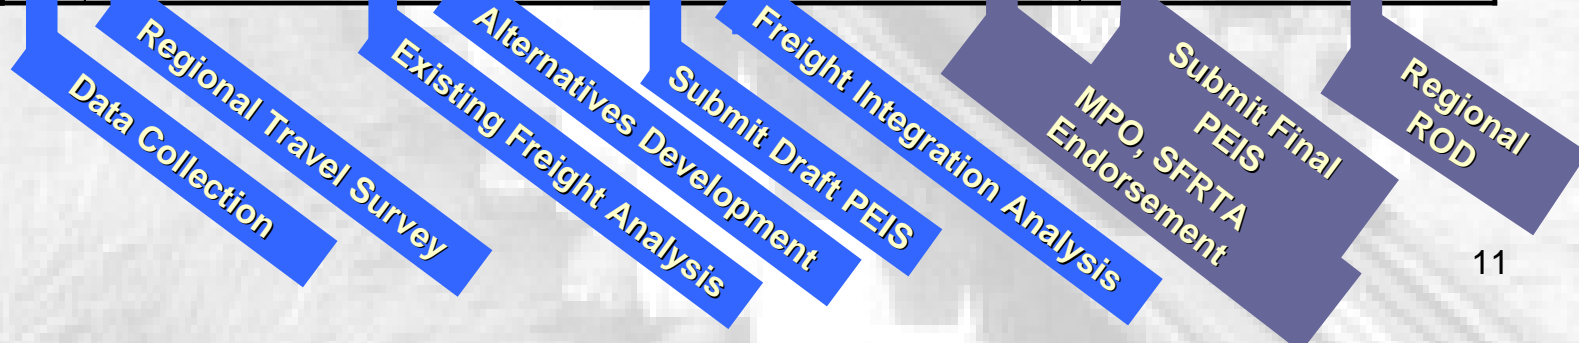 Data Collection
Regional Travel Survey
Existing Freight Analysis
Alternatives Development
Submit Draft PEIS
Freight Integration Analysis
MPO, SFRTA
Endorsement
Submit Final
PEIS
Regional
ROD
11